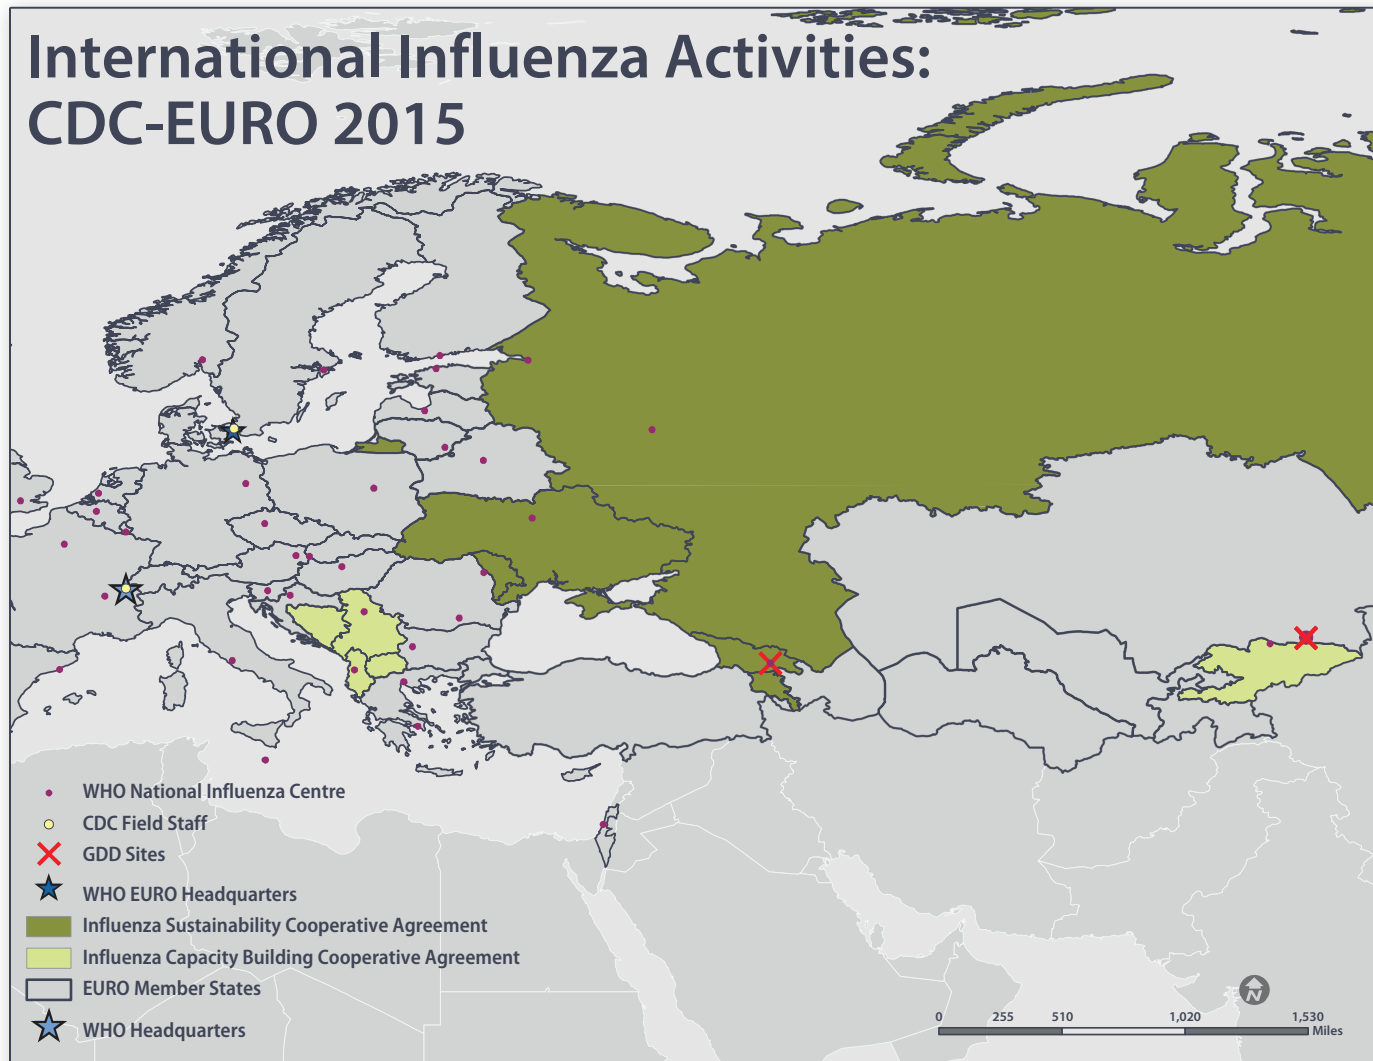 International Influenza Activities:
CDC-EURO 2015
WHO National Influenza Centre
CDC Field Staff
GDD Sites
WHO EURO Headquarters
Influenza Sustainability Cooperative Agreement
Influenza Capacity Building Cooperative Agreement
EURO Member States
WHO Headquarters
N
0 255 510 1,020 1,530
Miles